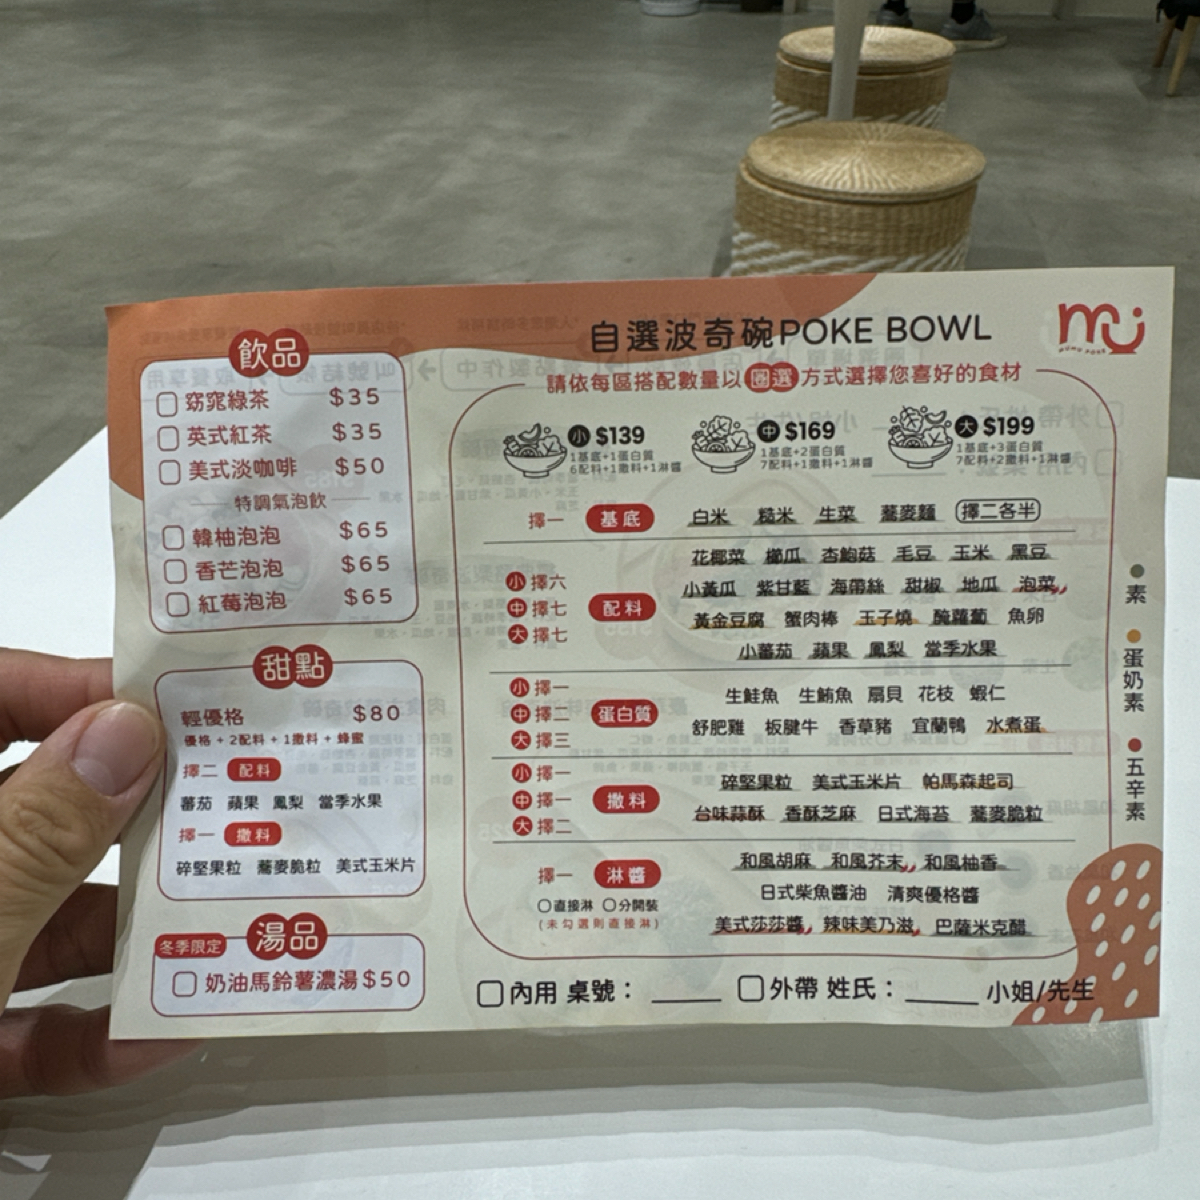 飲品
窈窕綠茶 $35
英式紅茶 $35
美式淡咖啡 $50
特調氣泡飲
韓柚泡泡 $65
香芒泡泡 $65
紅莓泡泡 $65
甜點
輕優格 $80
優格+2配料+1撒料+蜂蜜
擇二 配料
蕃茄 蘋果 鳳梨 當季水果
擇一 撒料
碎堅果粒 蕎麥脆粒 美式玉米片
冬季限定 湯品
奶油馬鈴薯濃湯 $50
自選波奇碗POKE BOWL
mu
MUMU POKE
請依每區搭配數量以 圈選 方式選擇您喜好的食材
小 $139
1基底+1蛋白質
6配料+1撒料+1淋醬
中 $169
1基底+2蛋白質
7配料+1撒料+1淋醬
大 $199
1基底+3蛋白質
7配料+2撒料+1淋醬
擇一 基底 白米 糙米 生菜 蕎麥麵 擇二各半
小 擇六
中 擇七
大 擇七
配料
花椰菜 櫛瓜 杏鮑菇 毛豆 玉米 黑豆
小黃瓜 紫甘藍 海帶絲 甜椒 地瓜 泡菜
黃金豆腐 蟹肉棒 玉子燒 醃蘿蔔 魚卵
小蕃茄 蘋果 鳳梨 當季水果
小 擇一
中 擇二
大 擇三
蛋白質
生鮭魚 生鮪魚 扇貝 花枝 蝦仁
舒肥雞 板腱牛 香草豬 宜蘭鴨 水煮蛋
小 擇一
中 擇一
大 擇二
撒料
碎堅果粒 美式玉米片 帕馬森起司
台味蒜酥 香酥芝麻 日式海苔 蕎麥脆粒
擇一 淋醬
直接淋 分開裝
(未勾選則直接淋)
和風胡麻 和風芥末 和風柚香
日式柴魚醬油 清爽優格醬
美式莎莎醬 辣味美乃滋 巴薩米克醋
素
蛋奶素
五辛素
內用 桌號：
外帶 姓氏： 小姐/先生